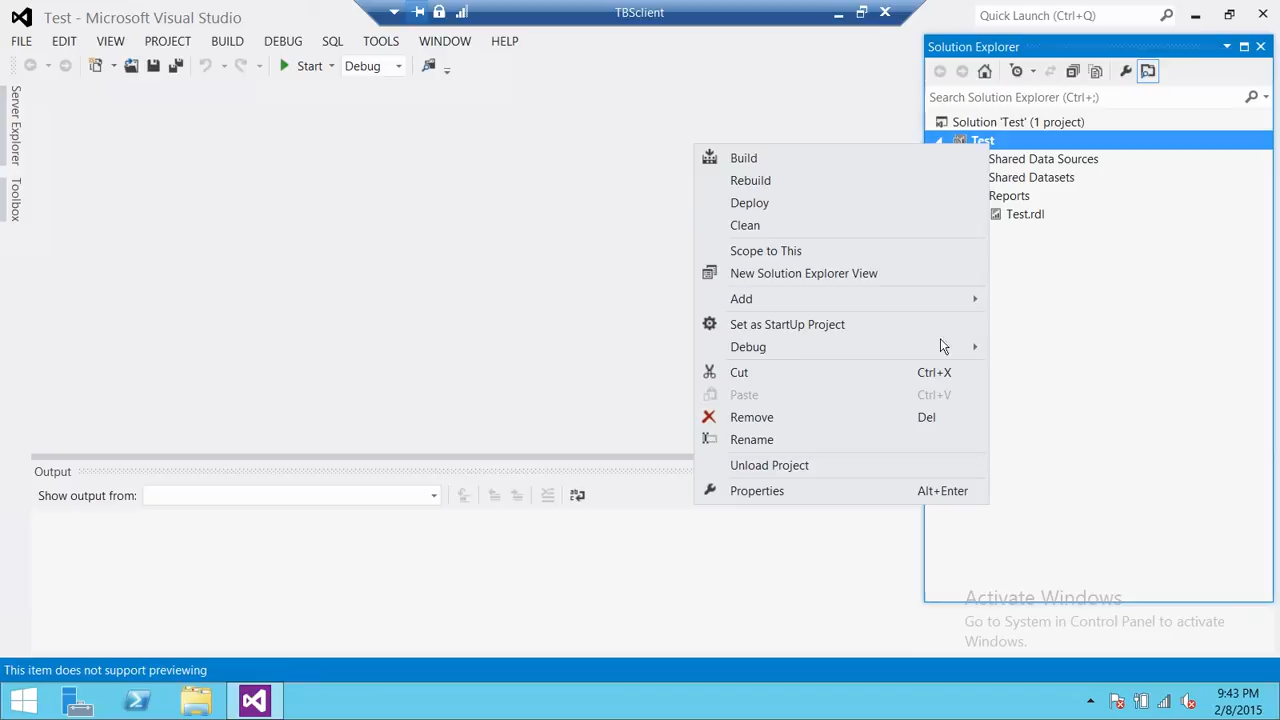 Test - Microsoft Visual Studio
TBSclient
Quick Launch (Ctrl+Q)
FILE EDIT VIEW PROJECT BUILD DEBUG SQL TOOLS WINDOW HELP
Start Debug
Server Explorer
Toolbox
Solution Explorer
Search Solution Explorer (Ctrl+;)
Solution 'Test' (1 project)
Test
Shared Data Sources
Shared Datasets
Reports
Test.rdl
Build
Rebuild
Deploy
Clean
Scope to This
New Solution Explorer View
Add
Set as StartUp Project
Debug
Cut Ctrl+X
Paste Ctrl+V
Remove Del
Rename
Unload Project
Properties Alt+Enter
Output
Show output from:
Activate Windows
Go to System in Control Panel to activate
Windows.
This item does not support previewing
9:43 PM
2/8/2015